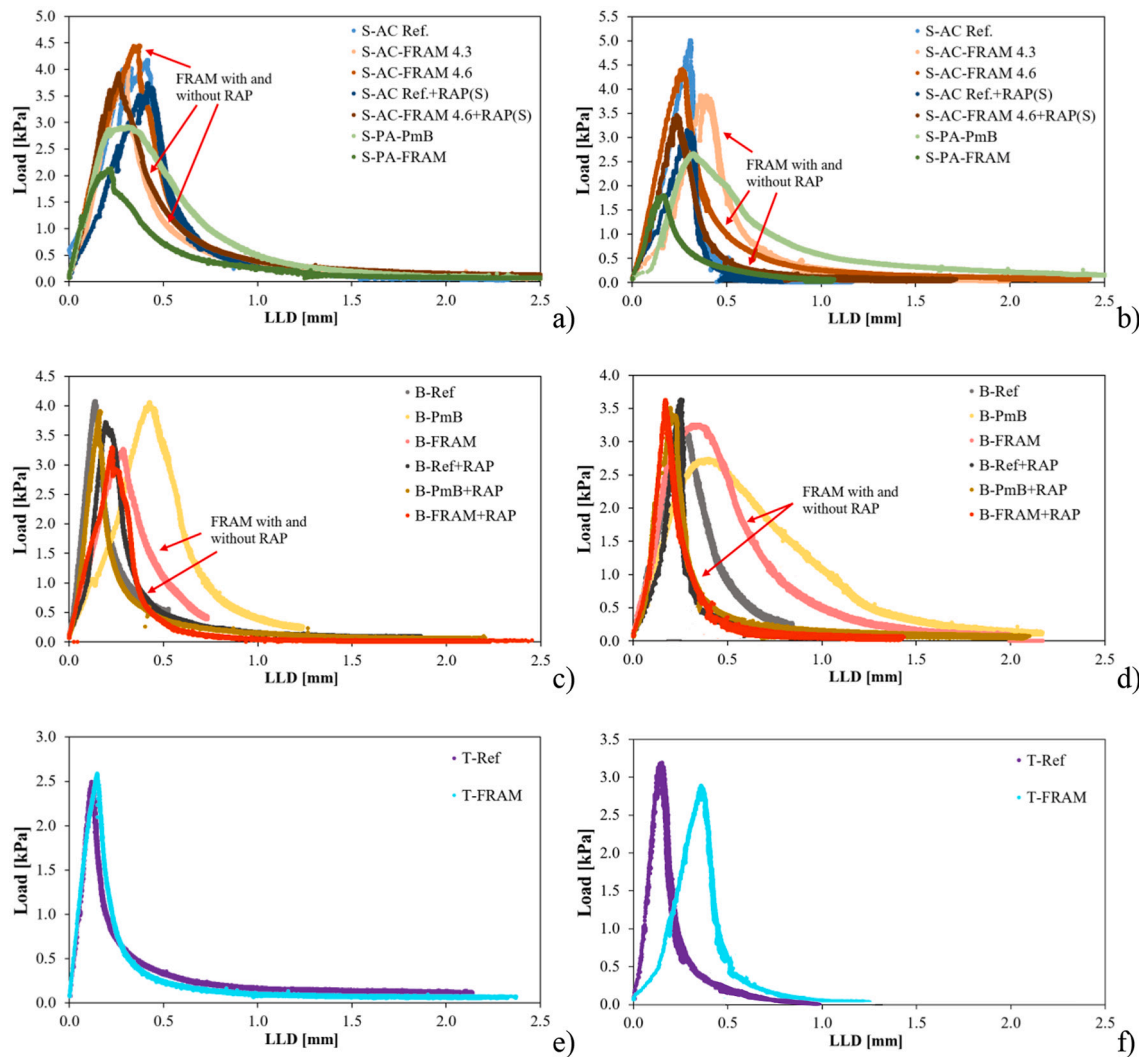 5.0
4.5
4.0
3.5
3.0
2.5
2.0
1.5
1.0
0.5
0.0
Load [kPa]
S-AC Ref.
S-AC-FRAM 4.3
S-AC-FRAM 4.6
S-AC Ref.+RAP(S)
S-AC-FRAM 4.6+RAP(S)
S-PA-PmB
S-PA-FRAM
FRAM with and
without RAP
0.0 0.5 1.0 1.5 2.0 2.5
LLD [mm]
a)
5.5
5.0
4.5
4.0
3.5
3.0
2.5
2.0
1.5
1.0
0.5
0.0
Load [kPa]
S-AC Ref.
S-AC-FRAM 4.3
S-AC-FRAM 4.6
S-AC Ref.+RAP(S)
S-AC-FRAM 4.6+RAP(S)
S-PA-PmB
S-PA-FRAM
FRAM with and
without RAP
0.0 0.5 1.0 1.5 2.0 2.5
LLD [mm]
b)
4.5
4.0
3.5
3.0
2.5
2.0
1.5
1.0
0.5
0.0
Load [kPa]
B-Ref
B-PmB
B-FRAM
B-Ref+RAP
B-PmB+RAP
B-FRAM+RAP
FRAM with and
without RAP
0.0 0.5 1.0 1.5 2.0 2.5
LLD [mm]
c)
4.0
3.5
3.0
2.5
2.0
1.5
1.0
0.5
0.0
Load [kPa]
B-Ref
B-PmB
B-FRAM
B-Ref+RAP
B-PmB+RAP
B-FRAM+RAP
FRAM with and
without RAP
0.0 0.5 1.0 1.5 2.0 2.5
LLD [mm]
d)
3.0
2.5
2.0
1.5
1.0
0.5
0.0
Load [kPa]
T-Ref
T-FRAM
0.0 0.5 1.0 1.5 2.0 2.5
LLD [mm]
e)
3.5
3.0
2.5
2.0
1.5
1.0
0.5
0.0
Load [kPa]
T-Ref
T-FRAM
0.0 0.5 1.0 1.5 2.0 2.5
LLD [mm]
f)